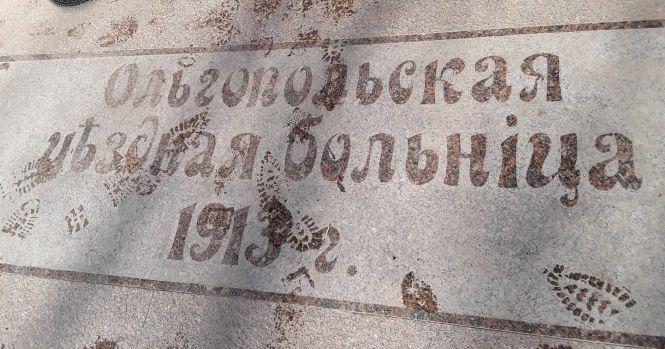 Ольгопольская
уѣздная больніца
1913 г.